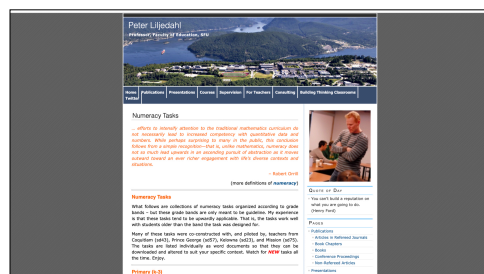 Peter Liljedahl
Professor, Faculty of Education, SFU
Home Publications Presentations Courses Supervision For Teachers Consulting Building Thinking Classrooms
Twitter
Numeracy Tasks
... efforts to intensify attention to the traditional mathematics curriculum do
not necessarily lead to increased competency with quantitative data and
numbers. While perhaps surprising to many in the public, this conclusion
follows from a simple recognition—that is, unlike mathematics, numeracy does
not so much lead upwards in an ascending pursuit of abstraction as it moves
outward toward an ever richer engagement with life's diverse contexts and
situations.
- Robert Orrill
(more definitions of numeracy)
Numeracy Tasks
What follows are collections of numeracy tasks organized according to grade
bands - but these grade bands are only meant to be guideline. My experience
is that these tasks tend to be upwardly applicable. That is, the tasks work well
with students older than the band the task was designed for.
Many of these tasks were co-constructed with, and piloted by, teachers from
Coquitlam (sd43), Prince George (sd57), Kelowna (sd23), and Mission (sd75).
The tasks are listed individually as word documents so that they can be
downloaded and altered to suit your specific context. Watch for NEW tasks all
the time. Enjoy.
Primary (k-3)
Quote of Day
You can't build a reputation on
what you are going to do.
(Henry Ford)
Pages
Publications
Articles in Refereed Journals
Book Chapters
Books
Conference Proceedings
Non-Refereed Articles
Presentations